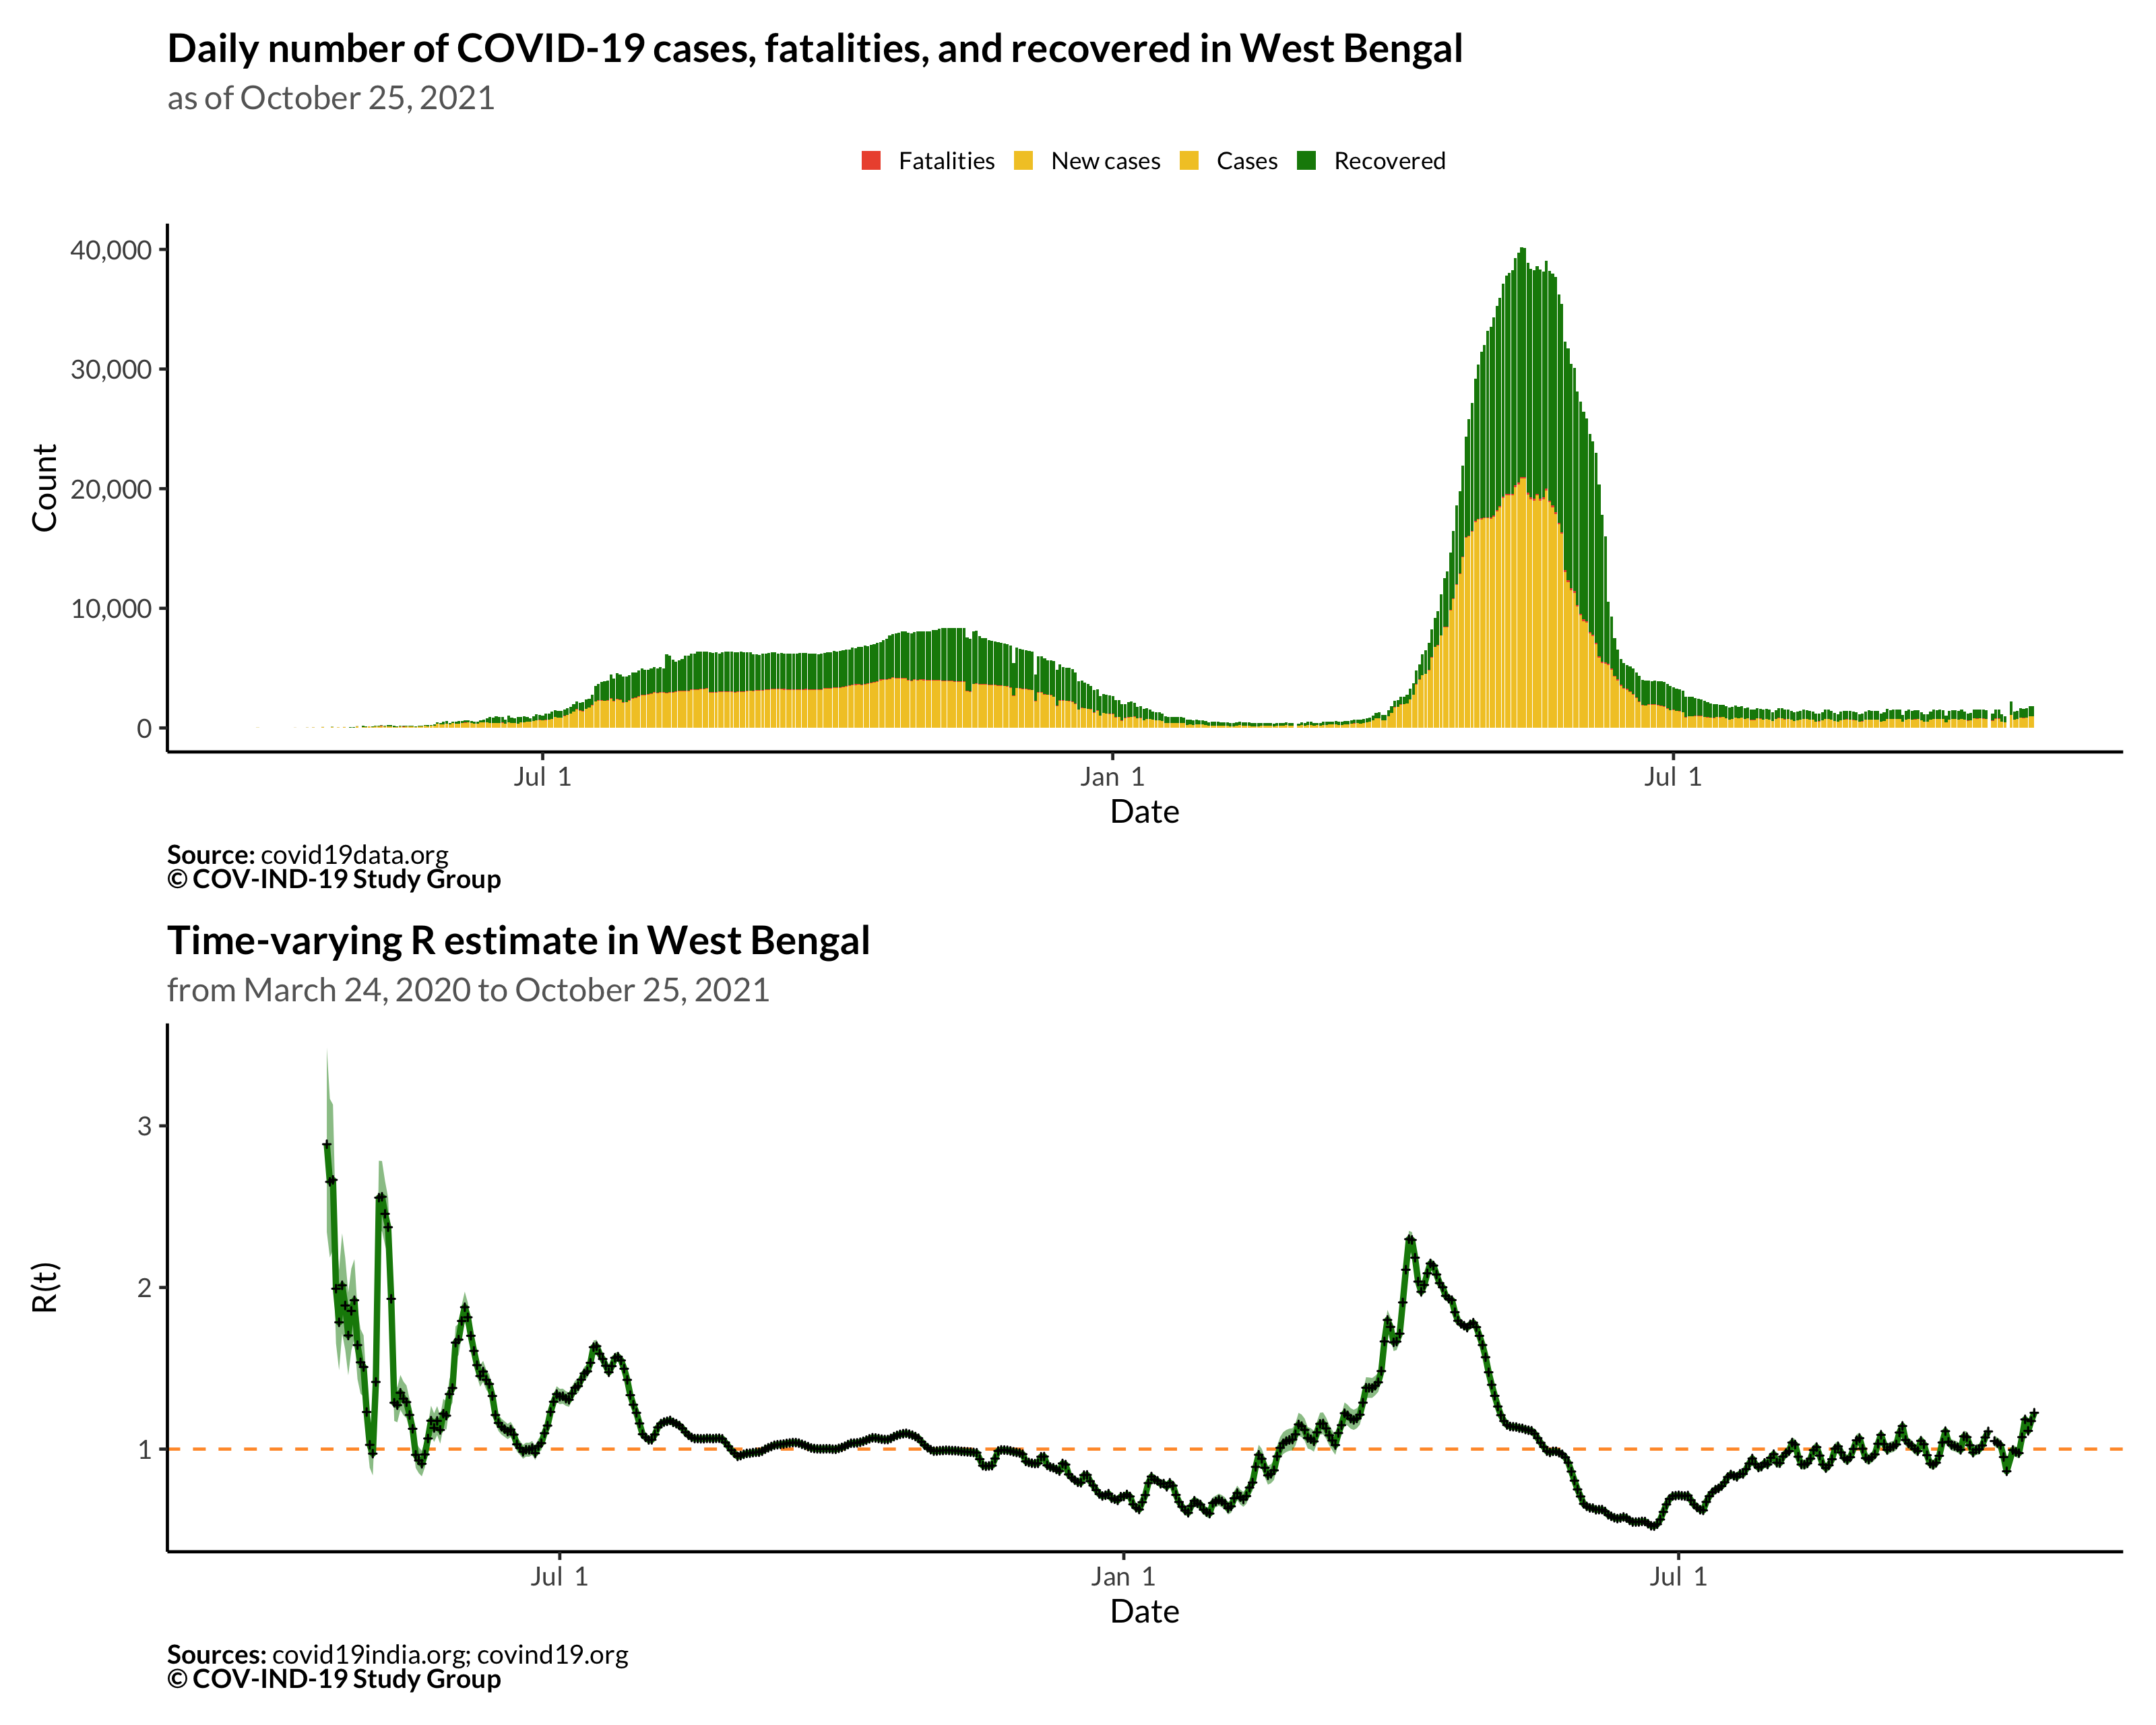 Daily number of COVID-19 cases, fatalities, and recovered in West Bengal
as of October 25, 2021
Fatalities New cases Cases Recovered
40,000
30,000
20,000
10,000
0
Count
Jul 1 Jan 1 Jul 1
Date
Source: covid19data.org
© COV-IND-19 Study Group
Time-varying R estimate in West Bengal
from March 24, 2020 to October 25, 2021
3
2
1
R(t)
Jul 1 Jan 1 Jul 1
Date
Sources: covid19india.org; covind19.org
© COV-IND-19 Study Group